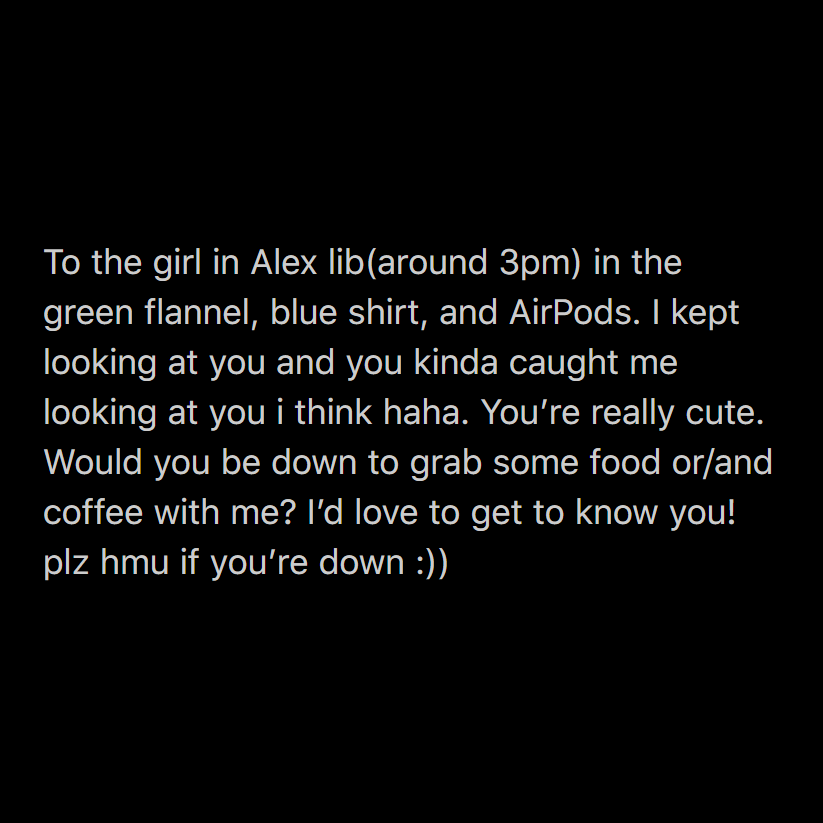 To the girl in Alex lib(around 3pm) in the
green flannel, blue shirt, and AirPods. I kept
looking at you and you kinda caught me
looking at you i think haha. You’re really cute.
Would you be down to grab some food or/and
coffee with me? I’d love to get to know you!
plz hmu if you’re down :))